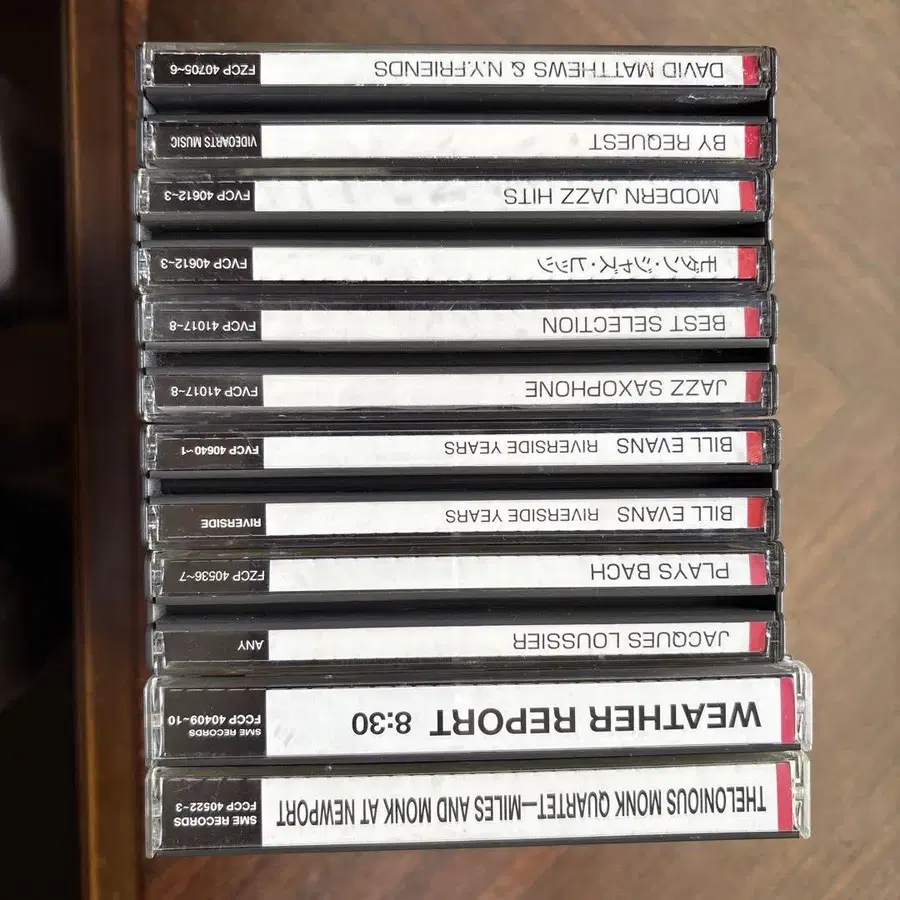 THELONIOUS MONK QUARTET—MILES AND MONK AT NEWPORT
SME RECORDS
FCCP 40522~3
WEATHER REPORT 8:30
SME RECORDS
FCCP 40409~10
JACQUES LOUSSIER ANY
PLAYS BACH FZCP 40536~7
BILL EVANS RIVERSIDE YEARS RIVERSIDE
BILL EVANS RIVERSIDE YEARS FVCP 40640~1
JAZZ SAXOPHONE FVCP 41017~8
BEST SELECTION FVCP 41017~8
モダン・ジャズ・ヒッツ FVCP 40612~3
MODERN JAZZ HITS FVCP 40612~3
BY REQUEST VIDEOARTS MUSIC
DAVID MATTHEWS & N.Y.FRIENDS FZCP 40705~6